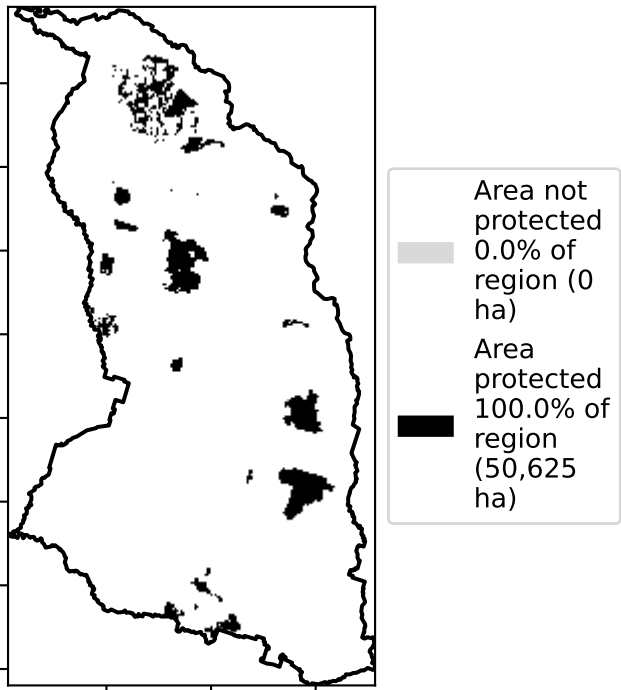 Area not
protected
0.0% of
region (0
ha)
Area
protected
100.0% of
region
(50,625
ha)